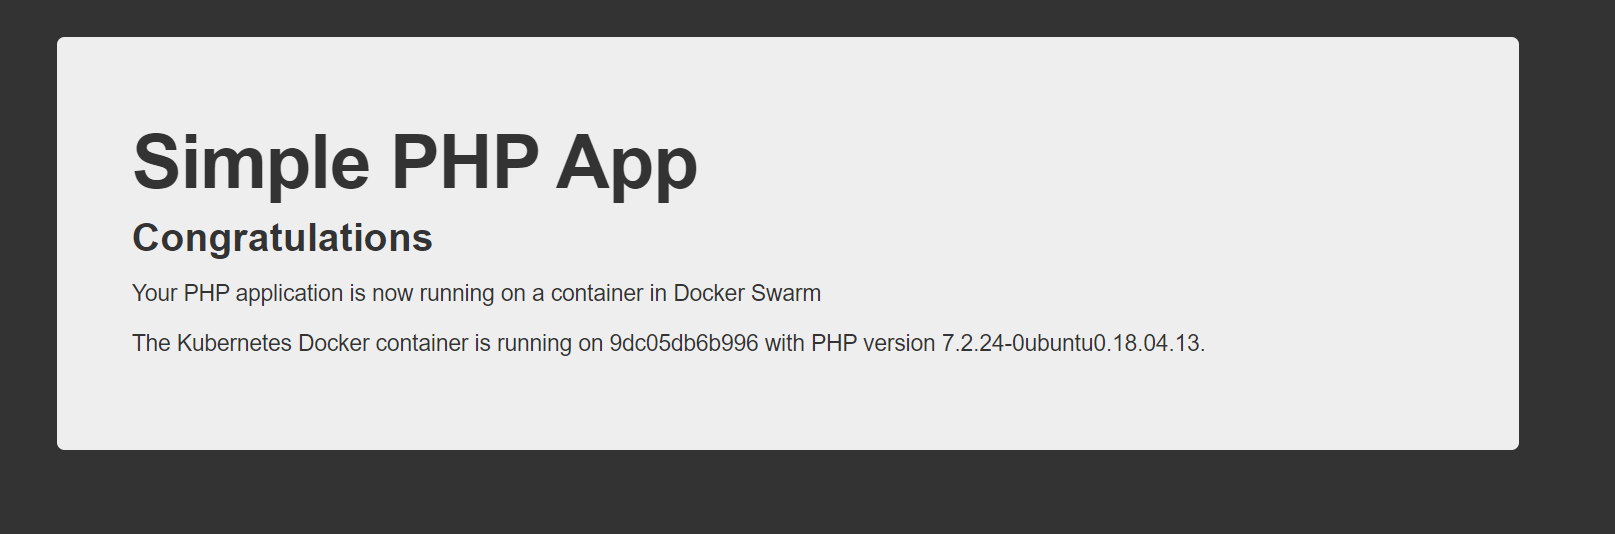 Simple PHP App
Congratulations
Your PHP application is now running on a container in Docker Swarm
The Kubernetes Docker container is running on 9dc05db6b996 with PHP version 7.2.24-0ubuntu0.18.04.13.